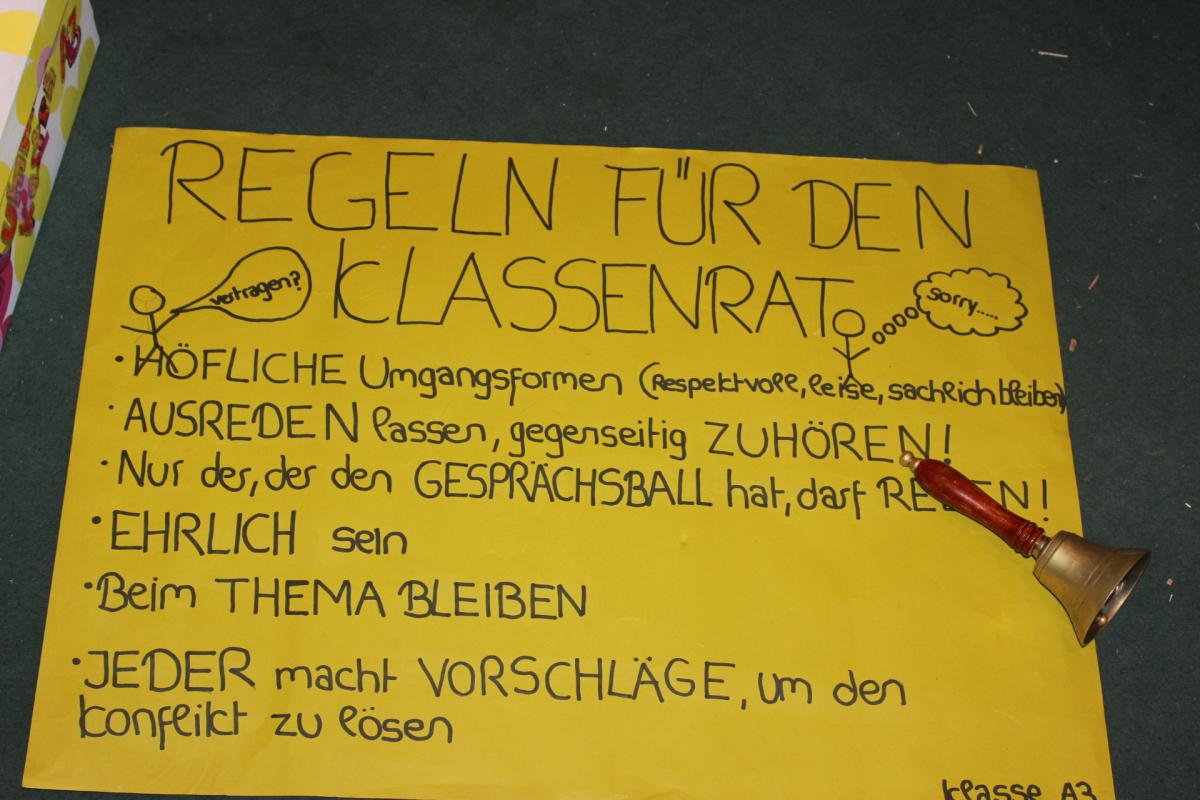 REGELN FÜR DEN
KLASSENRAT
vertragen?
sorry.....
• HÖFLICHE Umgangsformen (Respektvoll, leise, sachlich bleiben)
• AUSREDEN lassen, gegenseitig ZUHÖREN!
• Nur der, der den GESPRÄCHSBALL hat, darf REDEN!
• EHRLICH sein
• Beim THEMA BLEIBEN
• JEDER macht VORSCHLÄGE, um den
Konflikt zu lösen
Klasse A3
A3